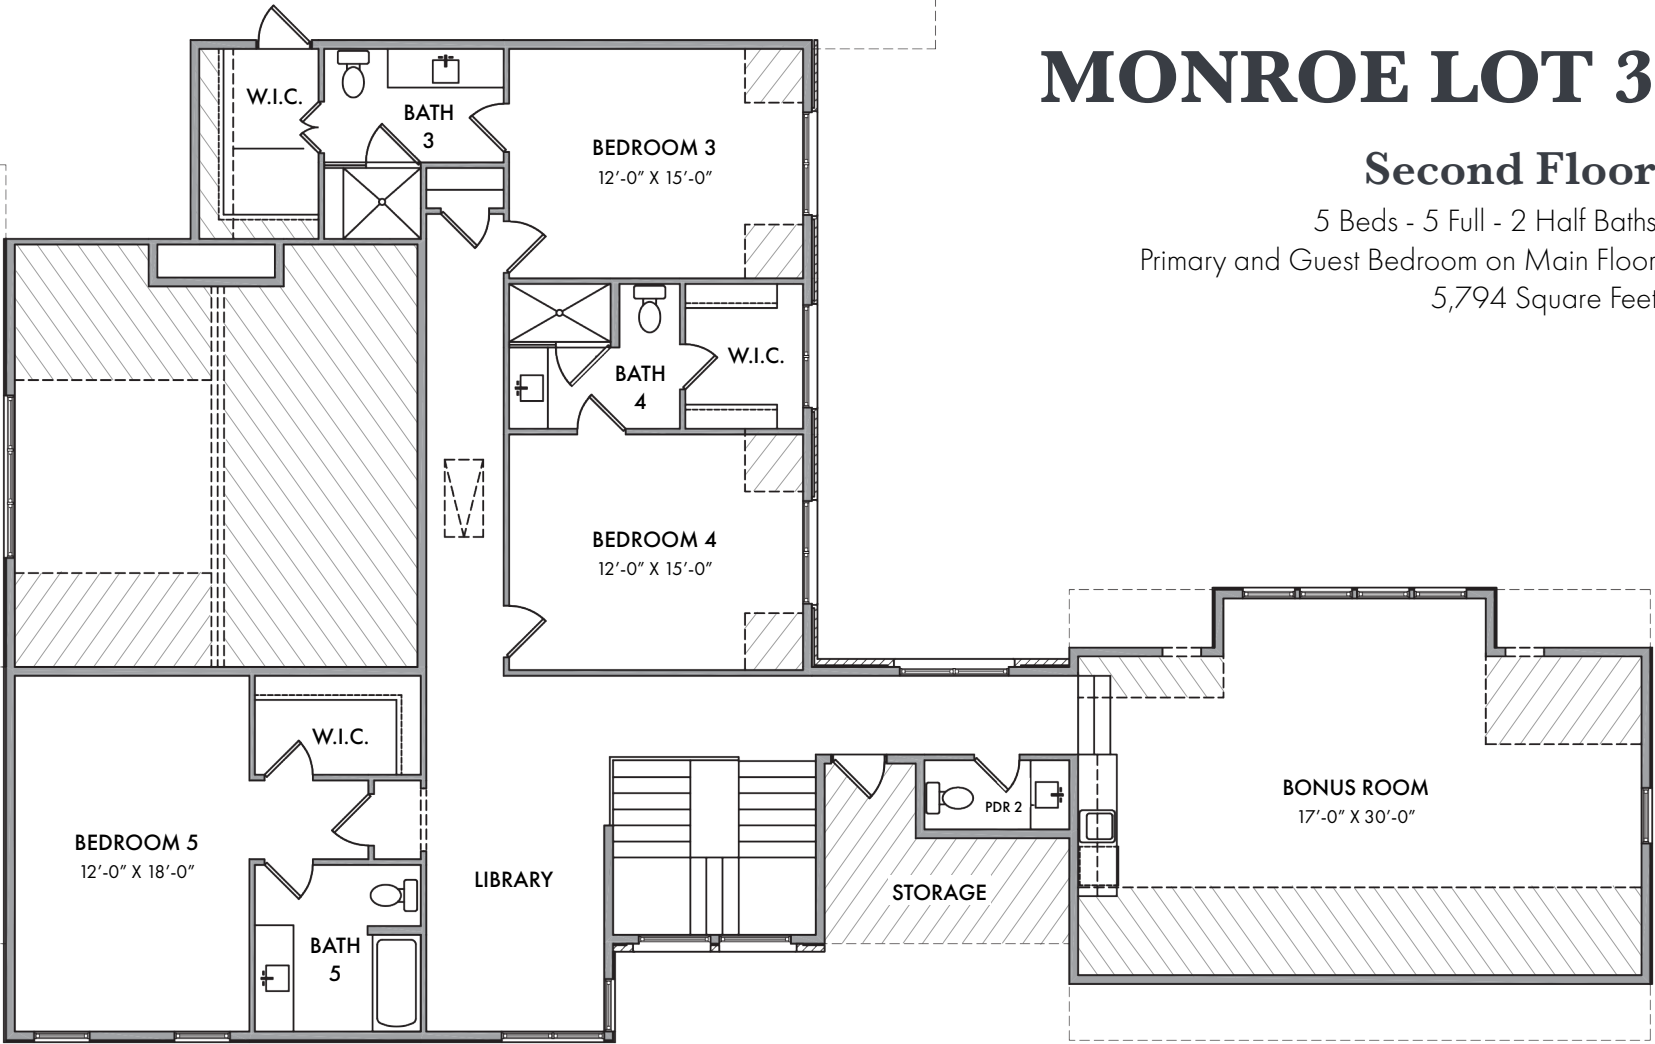 MONROE LOT 3
Second Floor
5 Beds - 5 Full - 2 Half Baths
Primary and Guest Bedroom on Main Floor
5,794 Square Feet
W.I.C.
BATH
3
BEDROOM 3
12'-0" X 15'-0"
BATH
4
W.I.C.
BEDROOM 4
12'-0" X 15'-0"
W.I.C.
BEDROOM 5
12'-0" X 18'-0"
BATH
5
LIBRARY
STORAGE
PDR 2
BONUS ROOM
17'-0" X 30'-0"